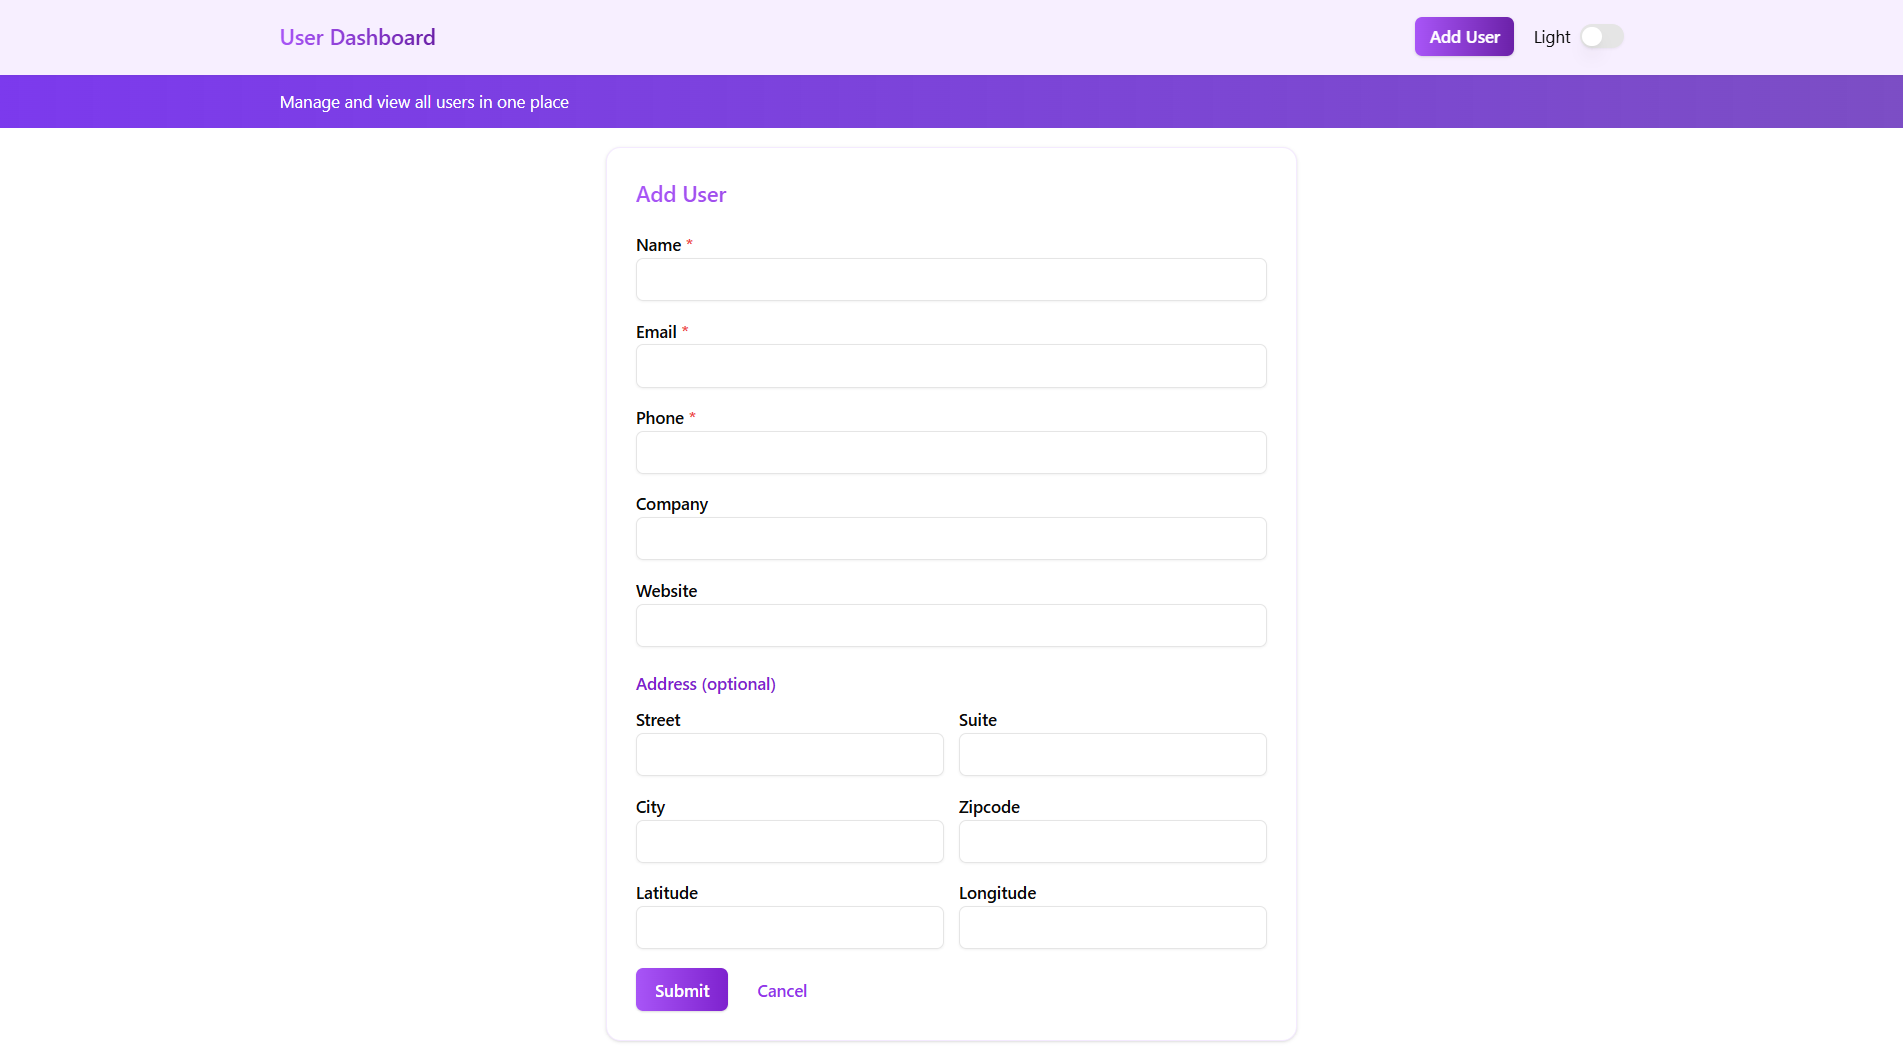 User Dashboard
Add User
Light
Manage and view all users in one place
Add User
Name *
Email *
Phone *
Company
Website
Address (optional)
Street
Suite
City
Zipcode
Latitude
Longitude
Submit
Cancel